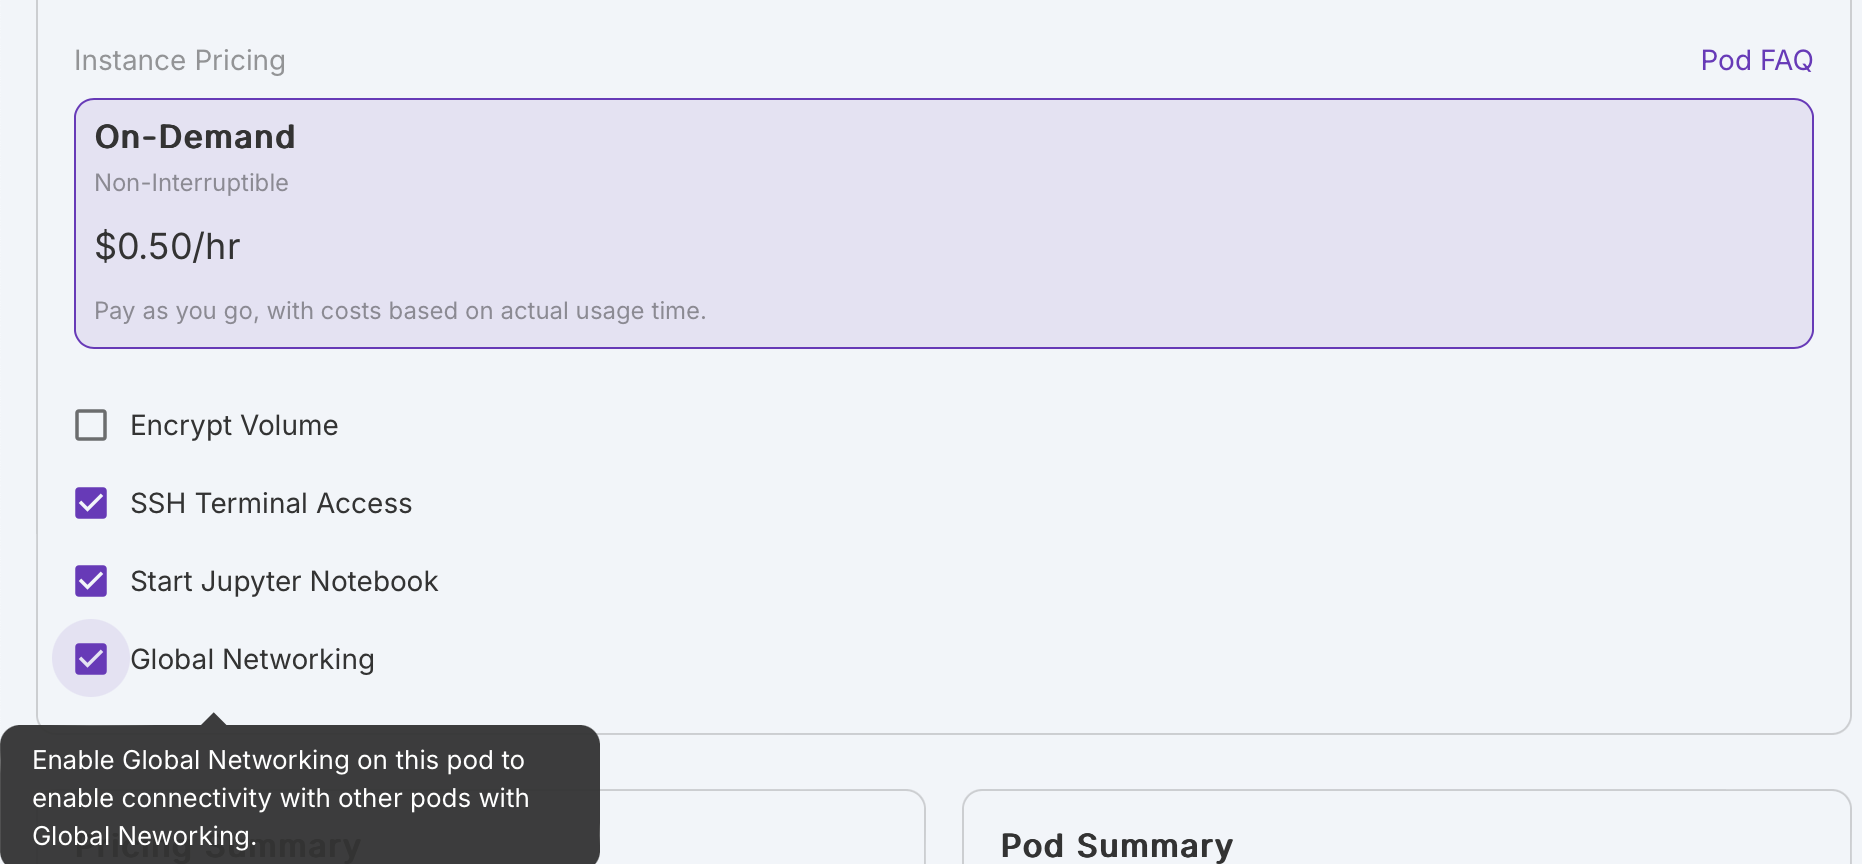 Instance Pricing
Pod FAQ
On-Demand
Non-Interruptible
$0.50/hr
Pay as you go, with costs based on actual usage time.
Encrypt Volume
SSH Terminal Access
Start Jupyter Notebook
Global Networking
Enable Global Networking on this pod to
enable connectivity with other pods with
Global Neworking.
Pricing Summary
Pod Summary